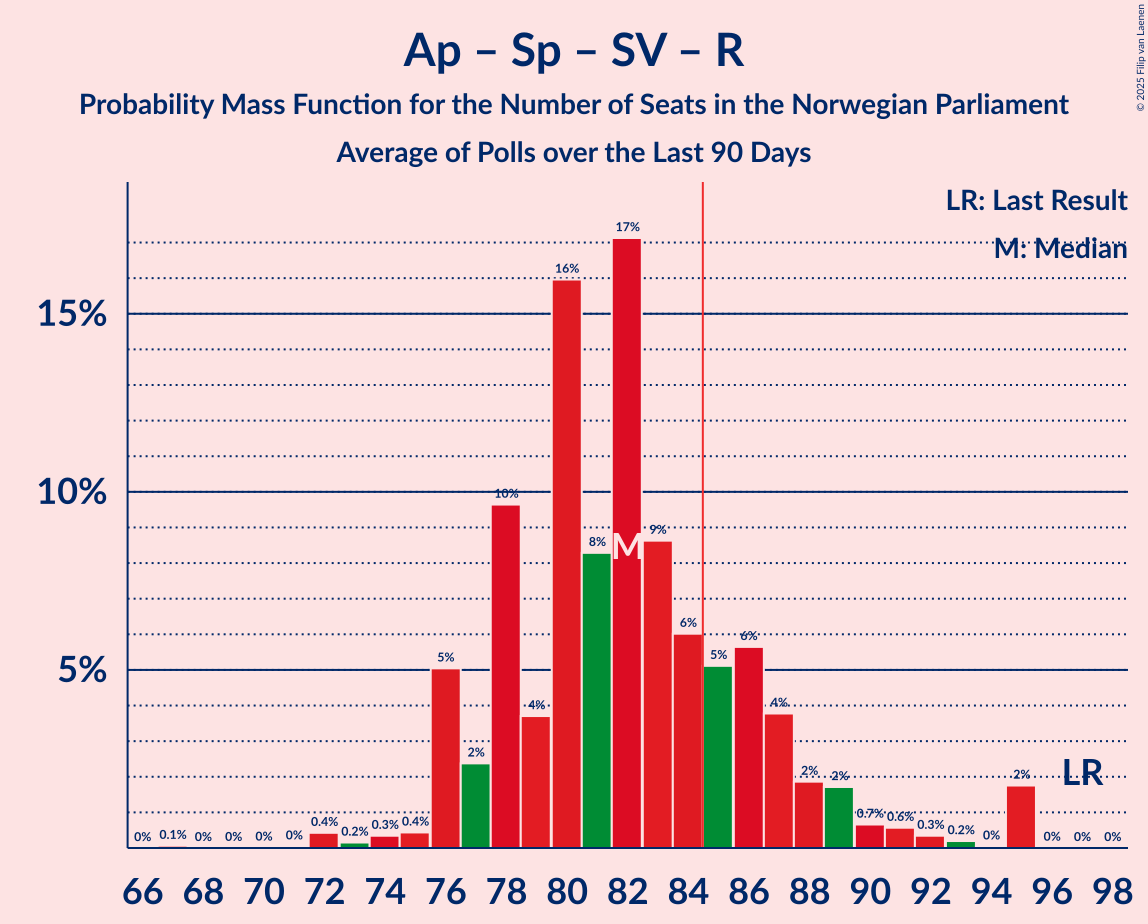 Ap – Sp – SV – R
Probability Mass Function for the Number of Seats in the Norwegian Parliament
Average of Polls over the Last 90 Days
© 2025 Filip van Laenen
LR: Last Result
M: Median
15%
10%
5%
0% 0.1% 0% 0% 0% 0% 0.4% 0.2% 0.3% 0.4% 5% 2% 10% 4% 16% 8% 17% 9% 6% 5% 6% 4% 2% 2% 0.7% 0.6% 0.3% 0.2% 0% 2% 0% 0% 0%
M
LR
66 68 70 72 74 76 78 80 82 84 86 88 90 92 94 96 98